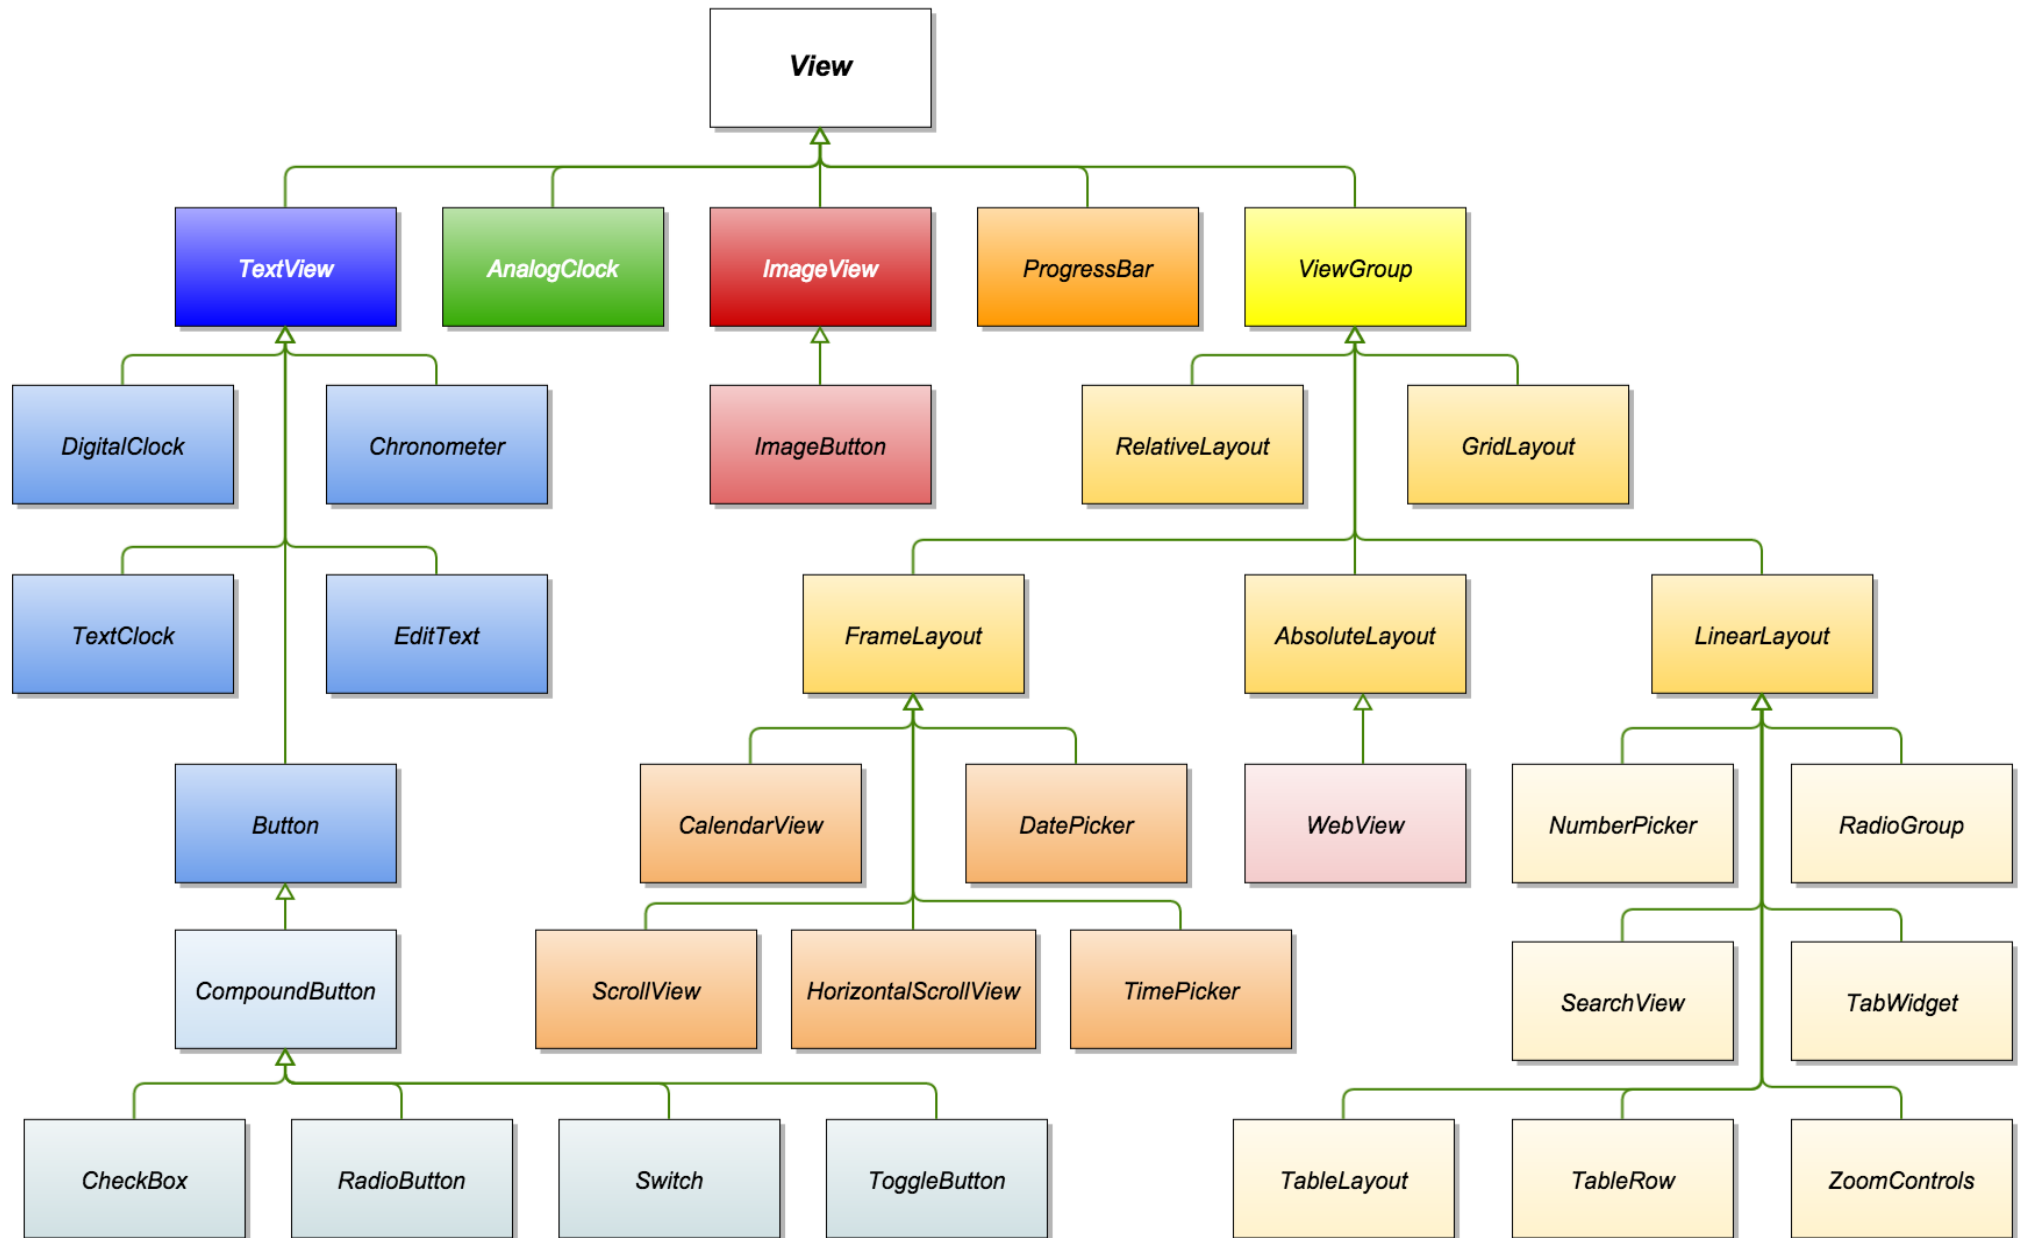 View
TextView
AnalogClock
ImageView
ProgressBar
ViewGroup
DigitalClock
Chronometer
ImageButton
RelativeLayout
GridLayout
TextClock
EditText
FrameLayout
AbsoluteLayout
LinearLayout
Button
CalendarView
DatePicker
WebView
NumberPicker
RadioGroup
CompoundButton
ScrollView
HorizontalScrollView
TimePicker
SearchView
TabWidget
CheckBox
RadioButton
Switch
ToggleButton
TableLayout
TableRow
ZoomControls